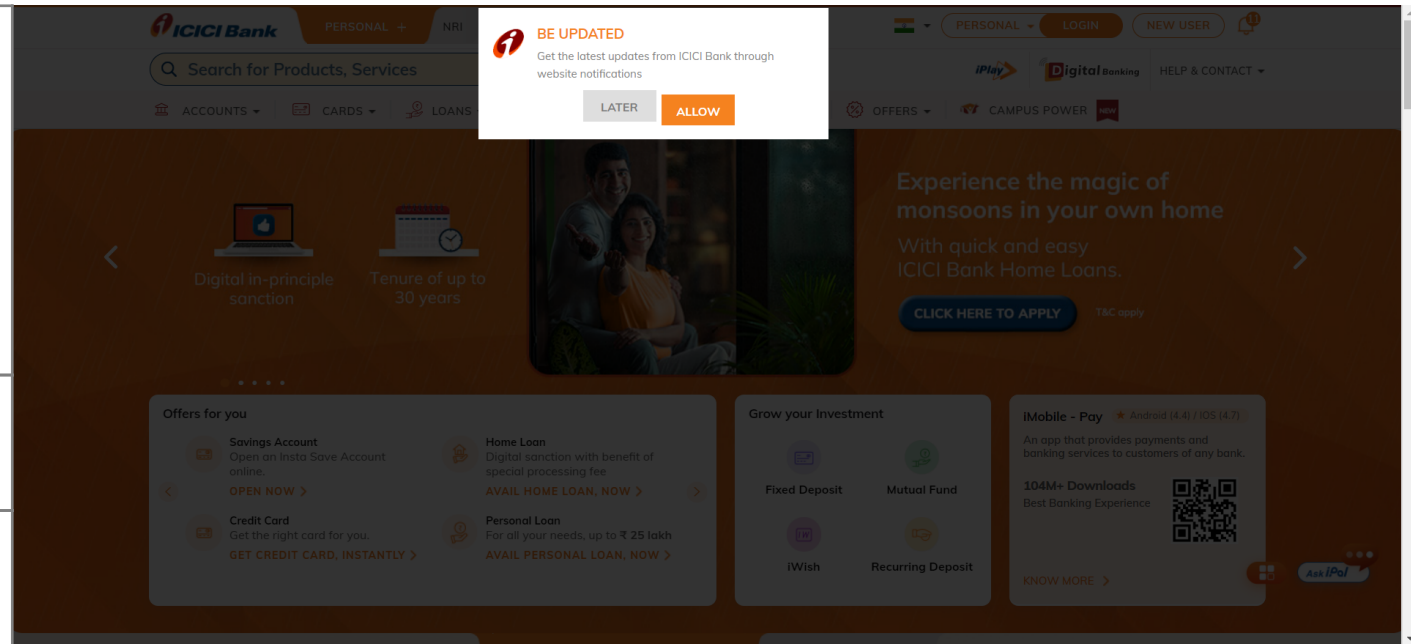 ICICI Bank
PERSONAL +
NRI
BE UPDATED
Get the latest updates from ICICI Bank through
website notifications
LATER
ALLOW
PERSONAL
LOGIN
NEW USER
11
Search for Products, Services
iPlay
Digital Banking
HELP & CONTACT
ACCOUNTS
CARDS
LOANS
OFFERS
CAMPUS POWER
NEW
Digital in-principle
sanction
Tenure of up to
30 years
Experience the magic of
monsoons in your own home
With quick and easy
ICICI Bank Home Loans.
CLICK HERE TO APPLY
T&C apply
Offers for you
Savings Account
Open an Insta Save Account
online.
OPEN NOW >
Home Loan
Digital sanction with benefit of
special processing fee
AVAIL HOME LOAN, NOW >
Credit Card
Get the right card for you.
GET CREDIT CARD, INSTANTLY >
Personal Loan
For all your needs, up to ₹ 25 lakh
AVAIL PERSONAL LOAN, NOW >
Grow your Investment
Fixed Deposit
Mutual Fund
iW
iWish
Recurring Deposit
iMobile - Pay
★ Android (4.4) / iOS (4.7)
An app that provides payments and
banking services to customers of any bank.
104M+ Downloads
Best Banking Experience
KNOW MORE >
Ask iPal